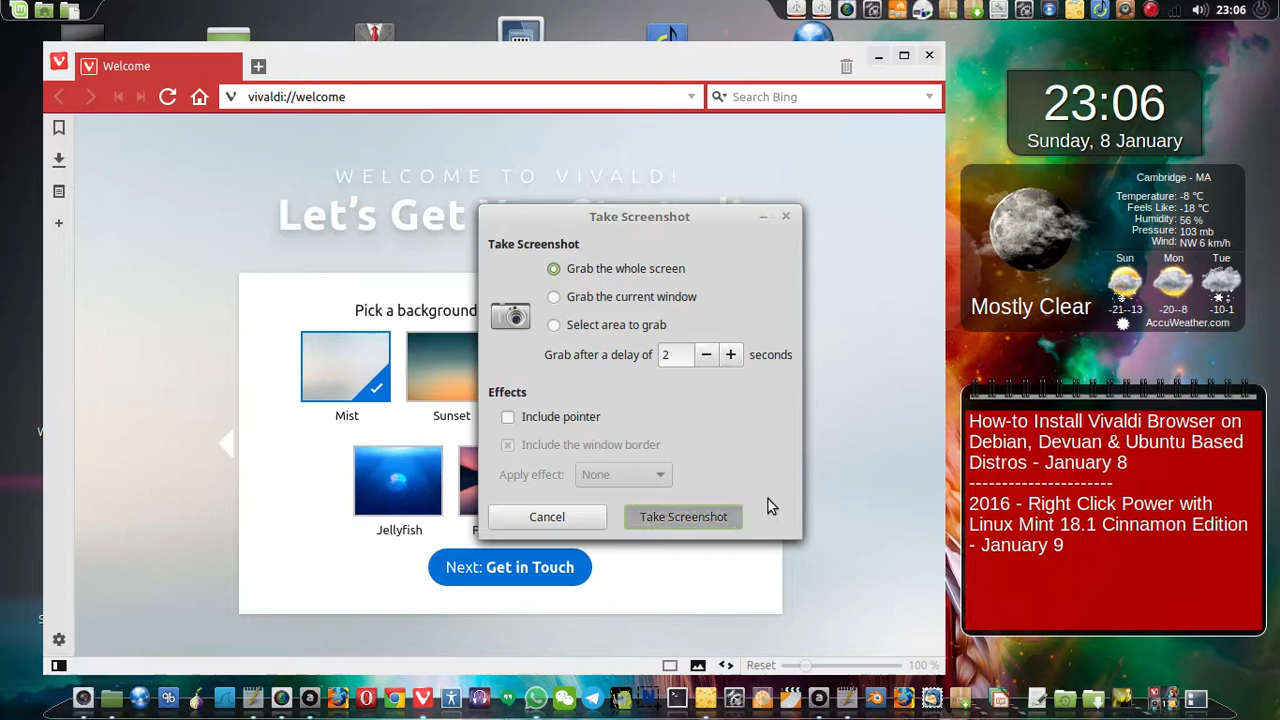 23:06
Welcome
vivaldi://welcome
Search Bing
WELCOME TO VIVALDI
Let's Get
Pick a background
Mist
Sunset
Jellyfish
Next: Get in Touch
Reset
100 %
Take Screenshot
Take Screenshot
Grab the whole screen
Grab the current window
Select area to grab
Grab after a delay of 2 seconds
Effects
Include pointer
Include the window border
Apply effect: None
Cancel
Take Screenshot
23:06
Sunday, 8 January
Cambridge - MA
Temperature: -8 °C
Feels Like: -18 °C
Humidity: 56 %
Pressure: 103 mb
Wind: NW 6 km/h
Sun Mon Tue
Mostly Clear
-21--13 -20--8 -10-1
AccuWeather.com
How-to Install Vivaldi Browser on
Debian, Devuan & Ubuntu Based
Distros - January 8
----------------------
2016 - Right Click Power with
Linux Mint 18.1 Cinnamon Edition
- January 9